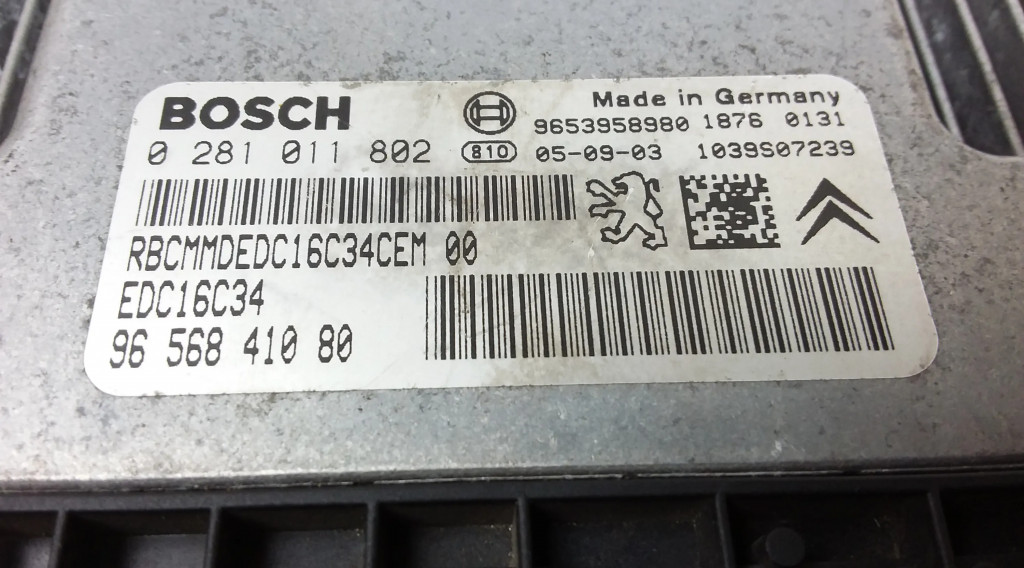 BOSCH
Made in Germany
9653958980 1876 0131
0 281 011 802 810 05-09-03 1039S07239
RBCMMDEDC16C34CEM 00
EDC16C34
96 568 410 80